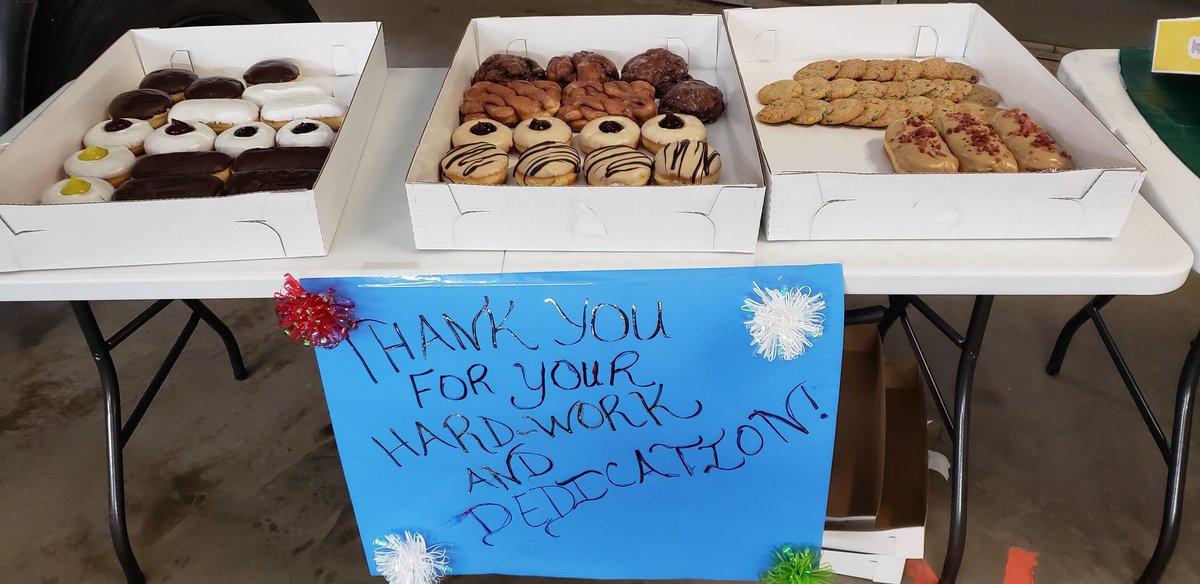 THANK YOU
FOR YOUR
HARD-WORK
AND
DEDICATION!